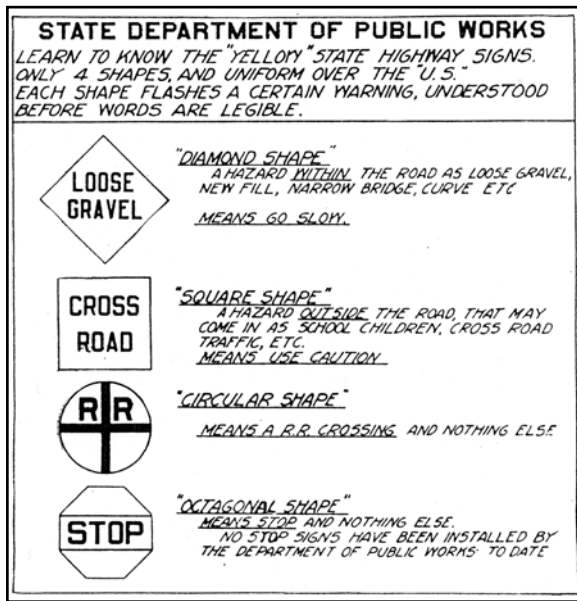 STATE DEPARTMENT OF PUBLIC WORKS
LEARN TO KNOW THE "YELLOW" STATE HIGHWAY SIGNS.
ONLY 4 SHAPES, AND UNIFORM OVER THE "U.S."
EACH SHAPE FLASHES A CERTAIN WARNING, UNDERSTOOD
BEFORE WORDS ARE LEGIBLE.
LOOSE
GRAVEL
"DIAMOND SHAPE"
A HAZARD WITHIN THE ROAD AS LOOSE GRAVEL,
NEW FILL, NARROW BRIDGE, CURVE ETC
MEANS GO SLOW.
CROSS
ROAD
"SQUARE SHAPE"
A HAZARD OUTSIDE THE ROAD, THAT MAY
COME IN AS SCHOOL CHILDREN, CROSS ROAD
TRAFFIC, ETC.
MEANS USE CAUTION
R R
"CIRCULAR SHAPE"
MEANS A R.R. CROSSING AND NOTHING ELSE
STOP
"OCTAGONAL SHAPE"
MEANS STOP AND NOTHING ELSE.
NO STOP SIGNS HAVE BEEN INSTALLED BY
THE DEPARTMENT OF PUBLIC WORKS TO DATE